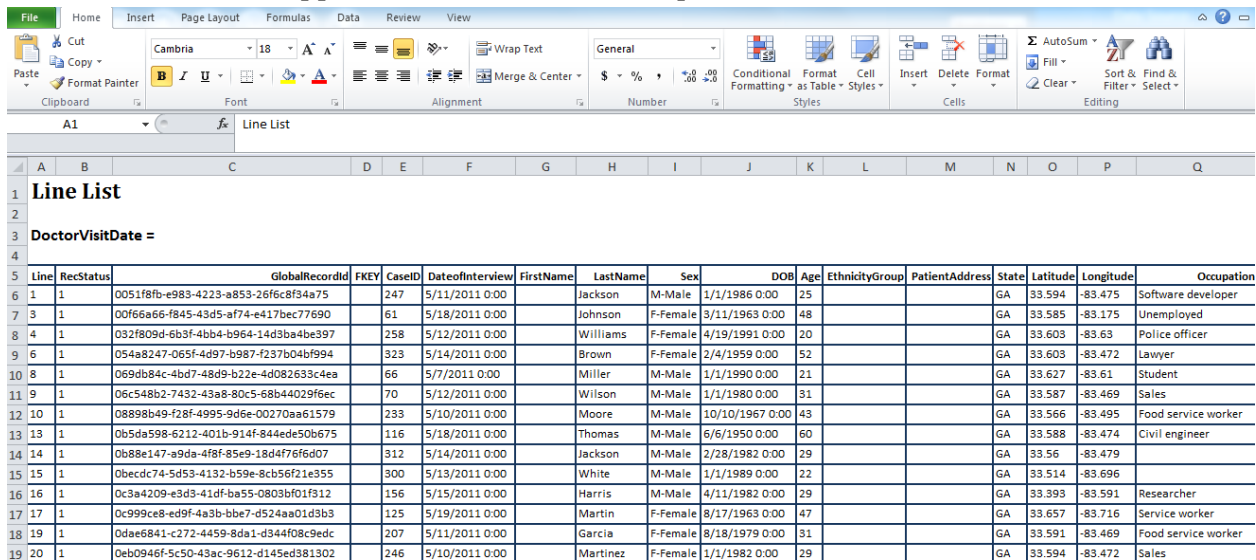 File Home Insert Page Layout Formulas Data Review View
Paste Cut Copy Format Painter Clipboard
Cambria 18 A A B I U A Font
Wrap Text Merge & Center Alignment
General $ % , .0 .00 .00 .0 Number
Conditional Formatting Format as Table Cell Styles Styles
Insert Delete Format Cells
Σ AutoSum Fill Clear Sort & Filter Find & Select Editing
A1 fx Line List
A B C D E F G H I J K L M N O P Q
1 Line List
2
3 DoctorVisitDate =
4
5 Line RecStatus GlobalRecordId FKEY CaseID DateofInterview FirstName LastName Sex DOB Age EthnicityGroup PatientAddress State Latitude Longitude Occupation
6 1 1 0051f8fb-e983-4223-a853-26f6c8f34a75 247 5/11/2011 0:00 Jackson M-Male 1/1/1986 0:00 25 GA 33.594 -83.475 Software developer
7 3 1 00f66a66-f845-43d5-af74-e417bec77690 61 5/18/2011 0:00 Johnson F-Female 3/11/1963 0:00 48 GA 33.585 -83.175 Unemployed
8 4 1 032f809d-6b3f-4bb4-b964-14d3ba4be397 258 5/12/2011 0:00 Williams F-Female 4/19/1991 0:00 20 GA 33.603 -83.63 Police officer
9 6 1 054a8247-065f-4d97-b987-f237b04bf994 323 5/14/2011 0:00 Brown F-Female 2/4/1959 0:00 52 GA 33.603 -83.472 Lawyer
10 8 1 069db84c-4bd7-48d9-b22e-4d082633c4ea 66 5/7/2011 0:00 Miller M-Male 1/1/1990 0:00 21 GA 33.627 -83.61 Student
11 9 1 06c548b2-7432-43a8-80c5-68b44029f6ec 70 5/12/2011 0:00 Wilson M-Male 1/1/1980 0:00 31 GA 33.587 -83.469 Sales
12 10 1 08898b49-f28f-4995-9d6e-00270aa61579 233 5/10/2011 0:00 Moore M-Male 10/10/1967 0:00 43 GA 33.566 -83.495 Food service worker
13 13 1 0b5da598-6212-401b-914f-844ede50b675 116 5/18/2011 0:00 Thomas M-Male 6/6/1950 0:00 60 GA 33.588 -83.474 Civil engineer
14 14 1 0b88e147-a9da-4f8f-85e9-18d4f76f6d07 312 5/14/2011 0:00 Jackson M-Male 2/28/1982 0:00 29 GA 33.56 -83.479
15 15 1 0becdc74-5d53-4132-b59e-8cb56f21e355 300 5/13/2011 0:00 White M-Male 1/1/1989 0:00 22 GA 33.514 -83.696
16 16 1 0c3a4209-e3d3-41df-ba55-0803bf01f312 156 5/15/2011 0:00 Harris M-Male 4/11/1982 0:00 29 GA 33.393 -83.591 Researcher
17 17 1 0c999ce8-ed9f-4a3b-bbe7-d524aa01d3b3 125 5/19/2011 0:00 Martin F-Female 8/17/1963 0:00 47 GA 33.657 -83.716 Service worker
18 19 1 0dae6841-c272-4459-8da1-d344f08c9edc 207 5/11/2011 0:00 Garcia F-Female 8/18/1979 0:00 31 GA 33.591 -83.469 Food service worker
19 20 1 0eb0946f-5c50-43ac-9612-d145ed381302 246 5/10/2011 0:00 Martinez F-Female 1/1/1982 0:00 29 GA 33.594 -83.472 Sales